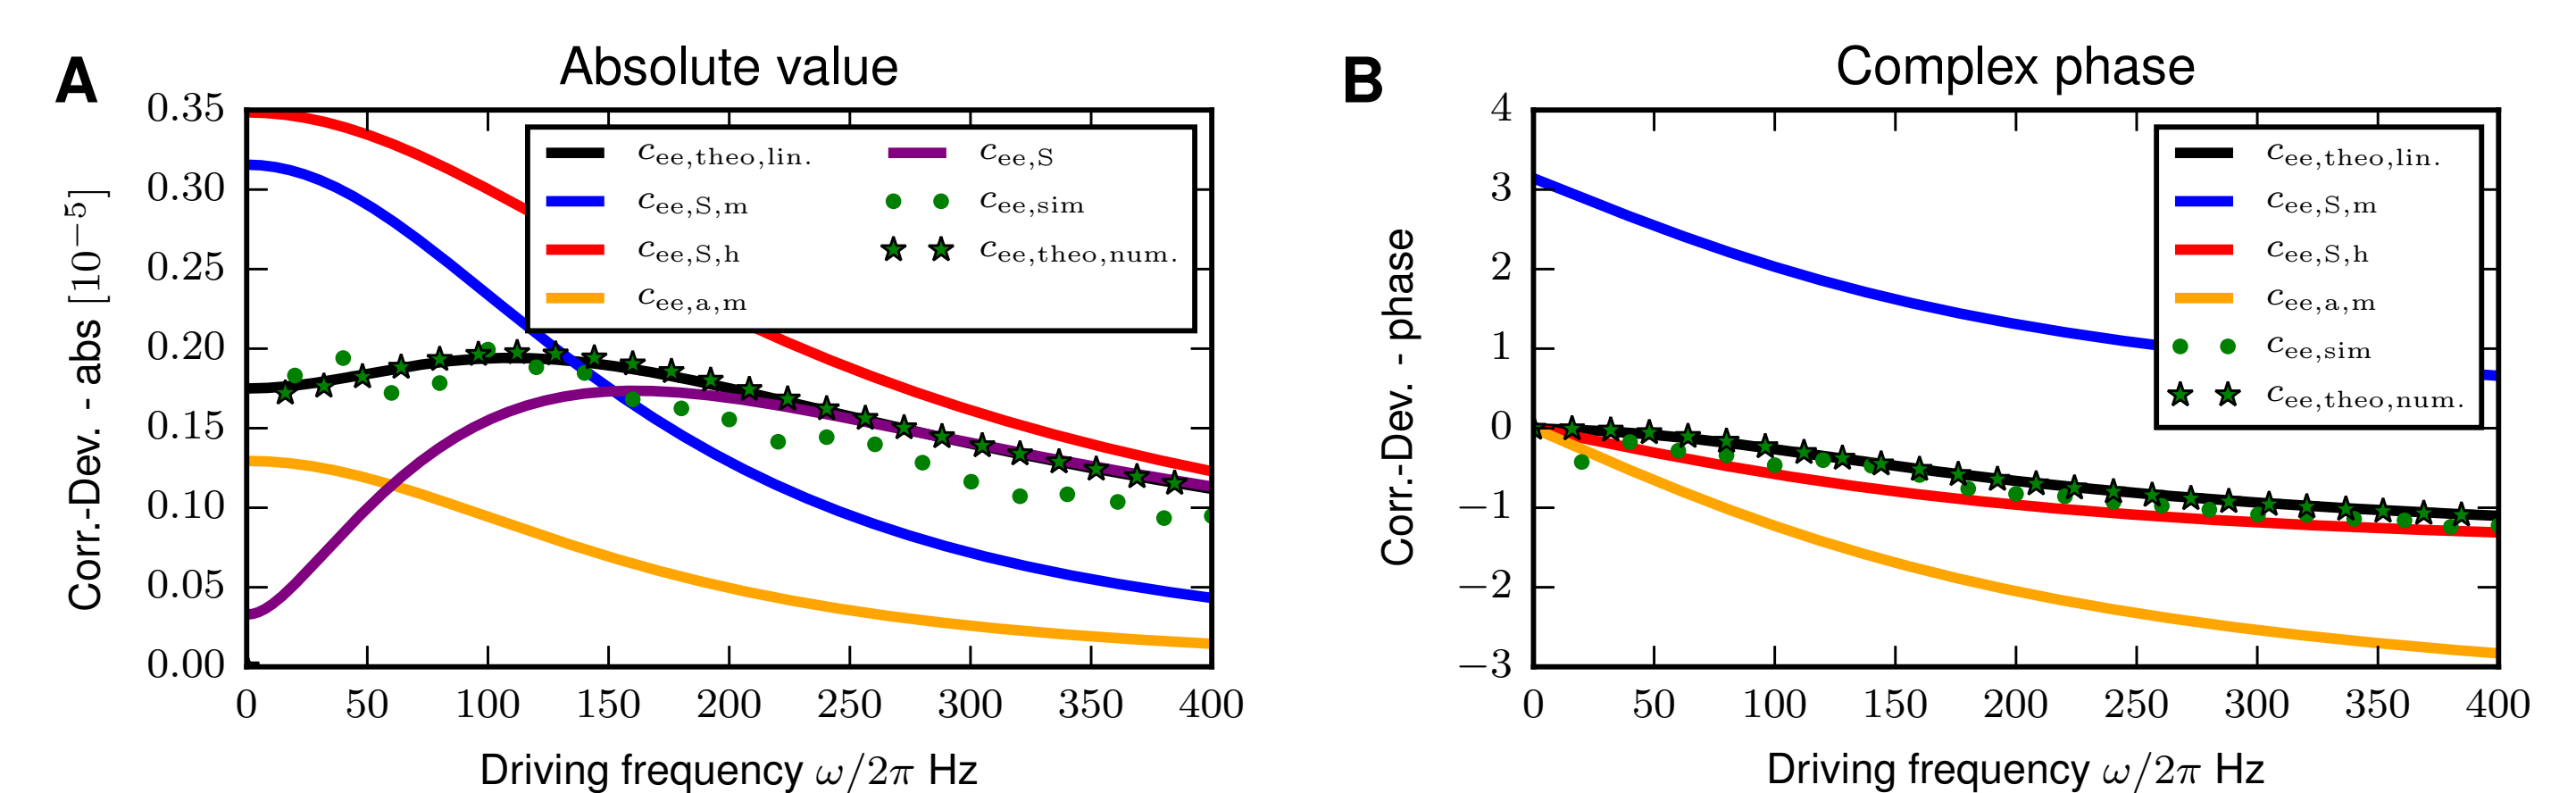 A
Absolute value
0.35
0.30
0.25
0.20
0.15
0.10
0.05
0.00
Corr.-Dev. - abs [10⁻⁵]
c_ee,theo,lin.
c_ee,S,m
c_ee,S,h
c_ee,a,m
c_ee,S
c_ee,sim
c_ee,theo,num.
0 50 100 150 200 250 300 350 400
Driving frequency ω/2π Hz
B
Complex phase
4
3
2
1
0
−1
−2
−3
Corr.-Dev. - phase
c_ee,theo,lin.
c_ee,S,m
c_ee,S,h
c_ee,a,m
c_ee,sim
c_ee,theo,num.
0 50 100 150 200 250 300 350 400
Driving frequency ω/2π Hz